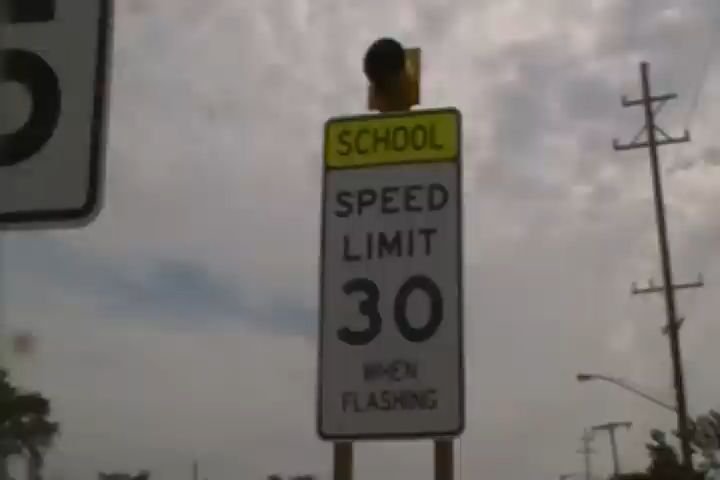 SCHOOL
SPEED
LIMIT
30
WHEN
FLASHING